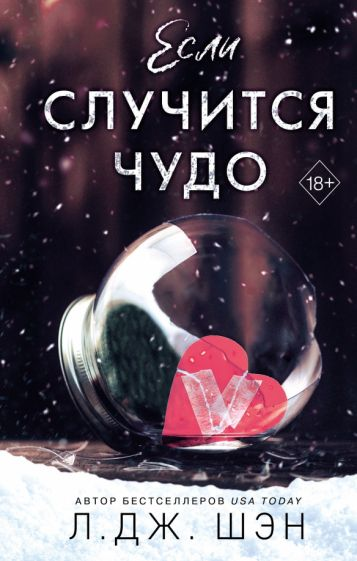 Если
СЛУЧИТСЯ
ЧУДО
18+
АВТОР БЕСТСЕЛЛЕРОВ USA TODAY
Л.ДЖ. ШЭН